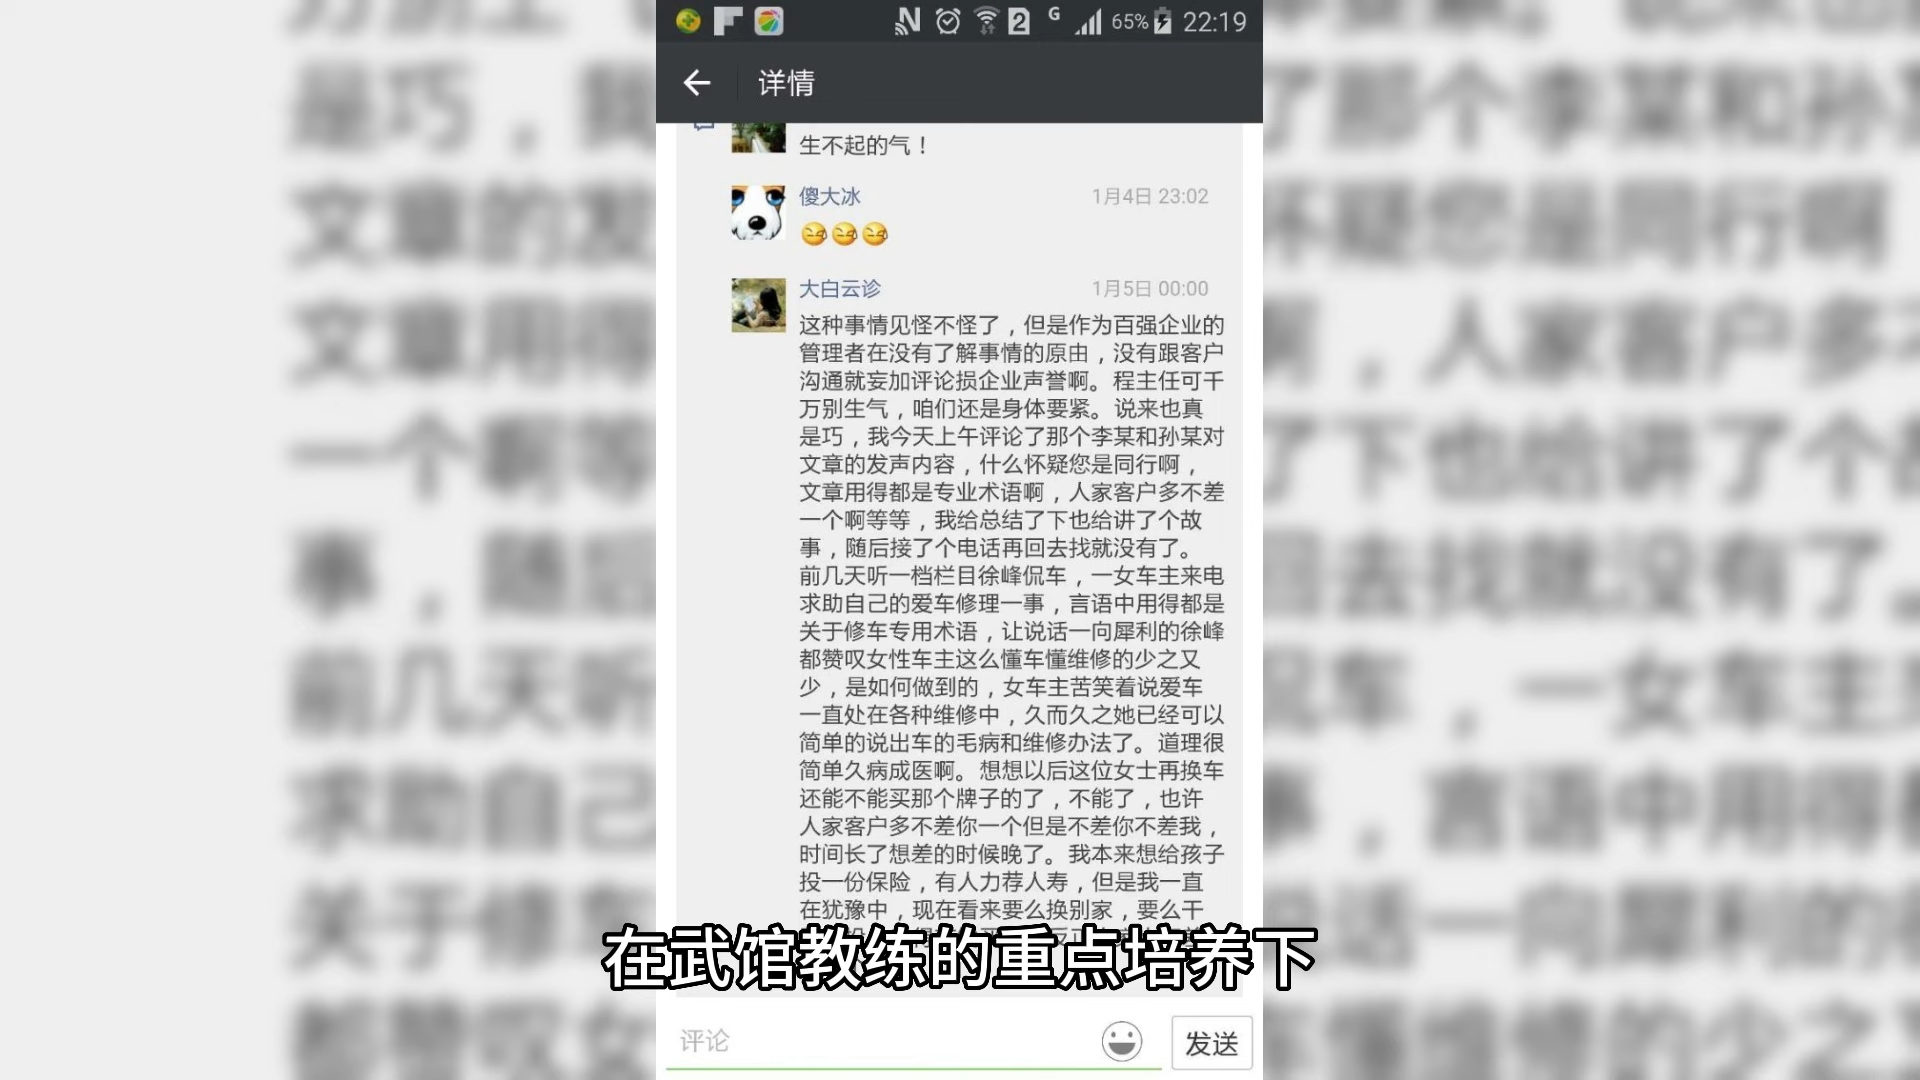 65% 22:19
详情
生不起的气！
傻大冰 1月4日 23:02
大白云诊 1月5日 00:00
这种事情见怪不怪了，但是作为百强企业的
管理者在没有了解事情的原由，没有跟客户
沟通就妄加评论损企业声誉啊。程主任可千
万别生气，咱们还是身体要紧。说来也真
是巧，我今天上午评论了那个李某和孙某对
文章的发声内容，什么怀疑您是同行啊，
文章用得都是专业术语啊，人家客户多不差
一个啊等等，我给总结了下也给讲了个故
事，随后接了个电话再回去找就没有了。
前几天听一档栏目徐峰侃车，一女车主来电
求助自己的爱车修理一事，言语中用得都是
关于修车专用术语，让说话一向犀利的徐峰
都赞叹女性车主这么懂车懂维修的少之又
少，是如何做到的，女车主苦笑着说爱车
一直处在各种维修中，久而久之她已经可以
简单的说出车的毛病和维修办法了。道理很
简单久病成医啊。想想以后这位女士再换车
还能不能买那个牌子的了，不能了，也许
人家客户多不差你一个但是不差你不差我，
时间长了想差的时候晚了。我本来想给孩子
投一份保险，有人力荐人寿，但是我一直
在犹豫中，现在看来要么换别家，要么干
在武馆教练的重点培养下
评论
发送